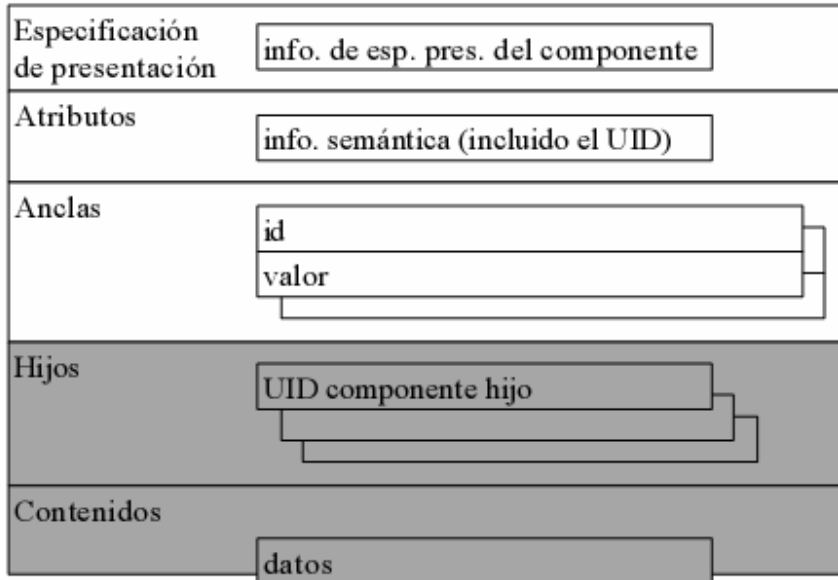 Especificación
de presentación
info. de esp. pres. del componente
Atributos
info. semántica (incluido el UID)
Anclas
id
valor
Hijos
UID componente hijo
Contenidos
datos